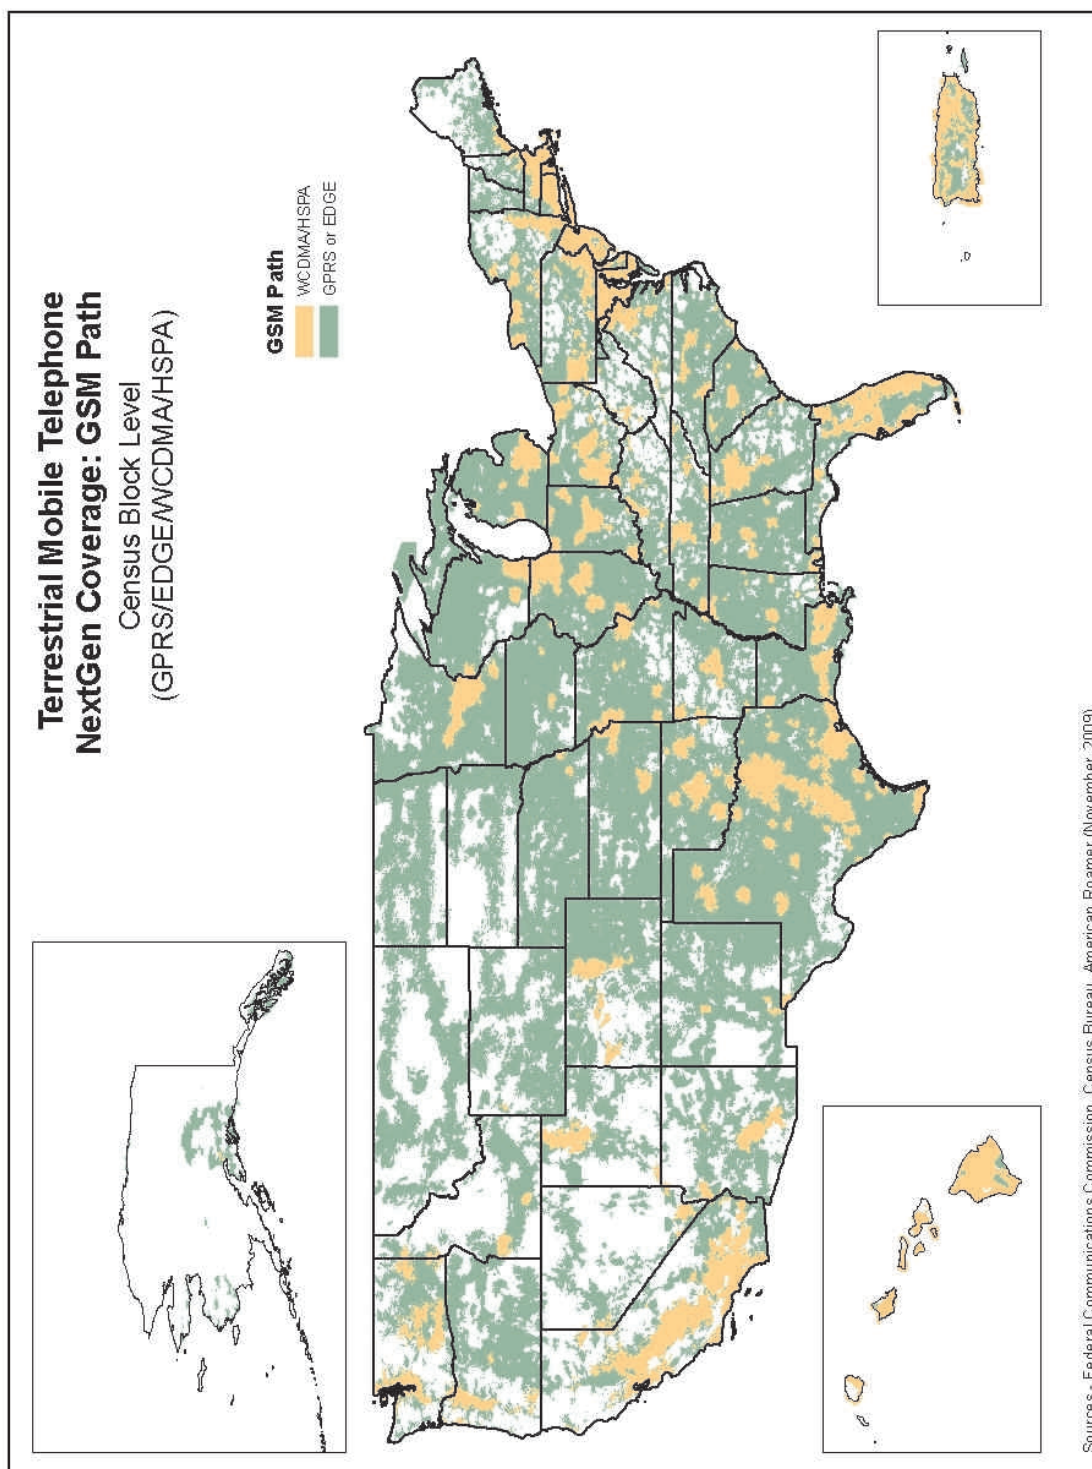 Terrestrial Mobile Telephone
NextGen Coverage: GSM Path
Census Block Level
(GPRS/EDGE/WCDMA/HSPA)
GSM Path
WCDMA/HSPA
GPRS or EDGE
Sources - Federal Communications Commission, Census Bureau, American Roamer (November, 2009)